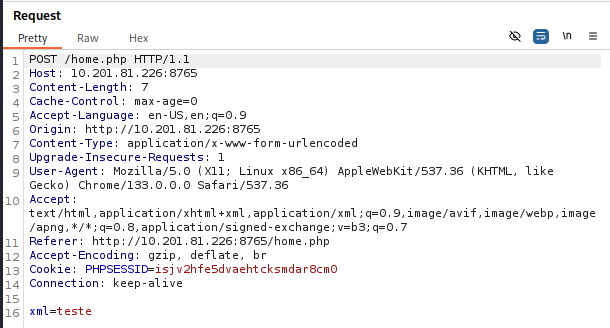 Request
Pretty Raw Hex \n
1 POST /home.php HTTP/1.1
2 Host: 10.201.81.226:8765
3 Content-Length: 7
4 Cache-Control: max-age=0
5 Accept-Language: en-US,en;q=0.9
6 Origin: http://10.201.81.226:8765
7 Content-Type: application/x-www-form-urlencoded
8 Upgrade-Insecure-Requests: 1
9 User-Agent: Mozilla/5.0 (X11; Linux x86_64) AppleWebKit/537.36 (KHTML, like
Gecko) Chrome/133.0.0.0 Safari/537.36
10 Accept:
text/html,application/xhtml+xml,application/xml;q=0.9,image/avif,image/webp,image
/apng,*/*;q=0.8,application/signed-exchange;v=b3;q=0.7
11 Referer: http://10.201.81.226:8765/home.php
12 Accept-Encoding: gzip, deflate, br
13 Cookie: PHPSESSID=isjv2hfe5dvaehtcksmdar8cm0
14 Connection: keep-alive
15
16 xml=teste